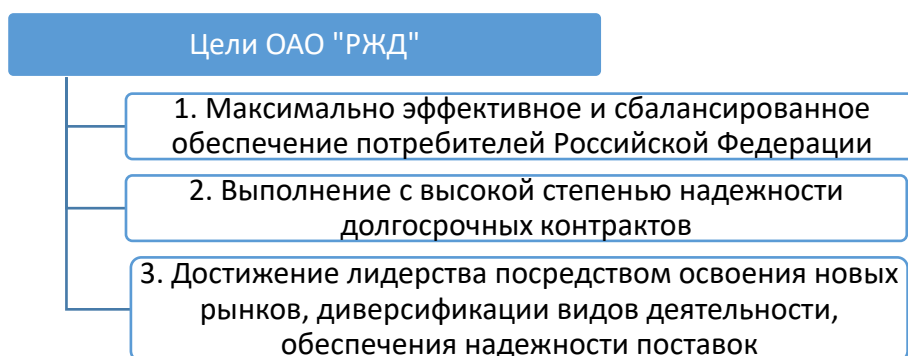 Цели ОАО "РЖД"
1. Максимально эффективное и сбалансированное
обеспечение потребителей Российской Федерации
2. Выполнение с высокой степенью надежности
долгосрочных контрактов
3. Достижение лидерства посредством освоения новых
рынков, диверсификации видов деятельности,
обеспечения надежности поставок